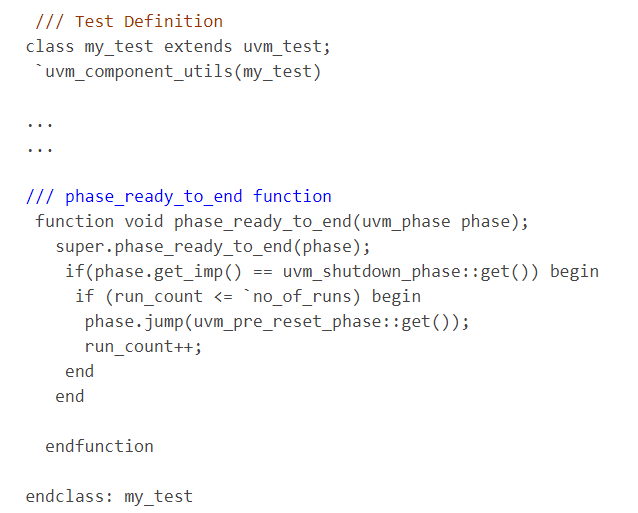 /// Test Definition
class my_test extends uvm_test;
`uvm_component_utils(my_test)
...
...
/// phase_ready_to_end function
function void phase_ready_to_end(uvm_phase phase);
super.phase_ready_to_end(phase);
if(phase.get_imp() == uvm_shutdown_phase::get()) begin
if (run_count <= `no_of_runs) begin
phase.jump(uvm_pre_reset_phase::get());
run_count++;
end
end
endfunction
endclass: my_test